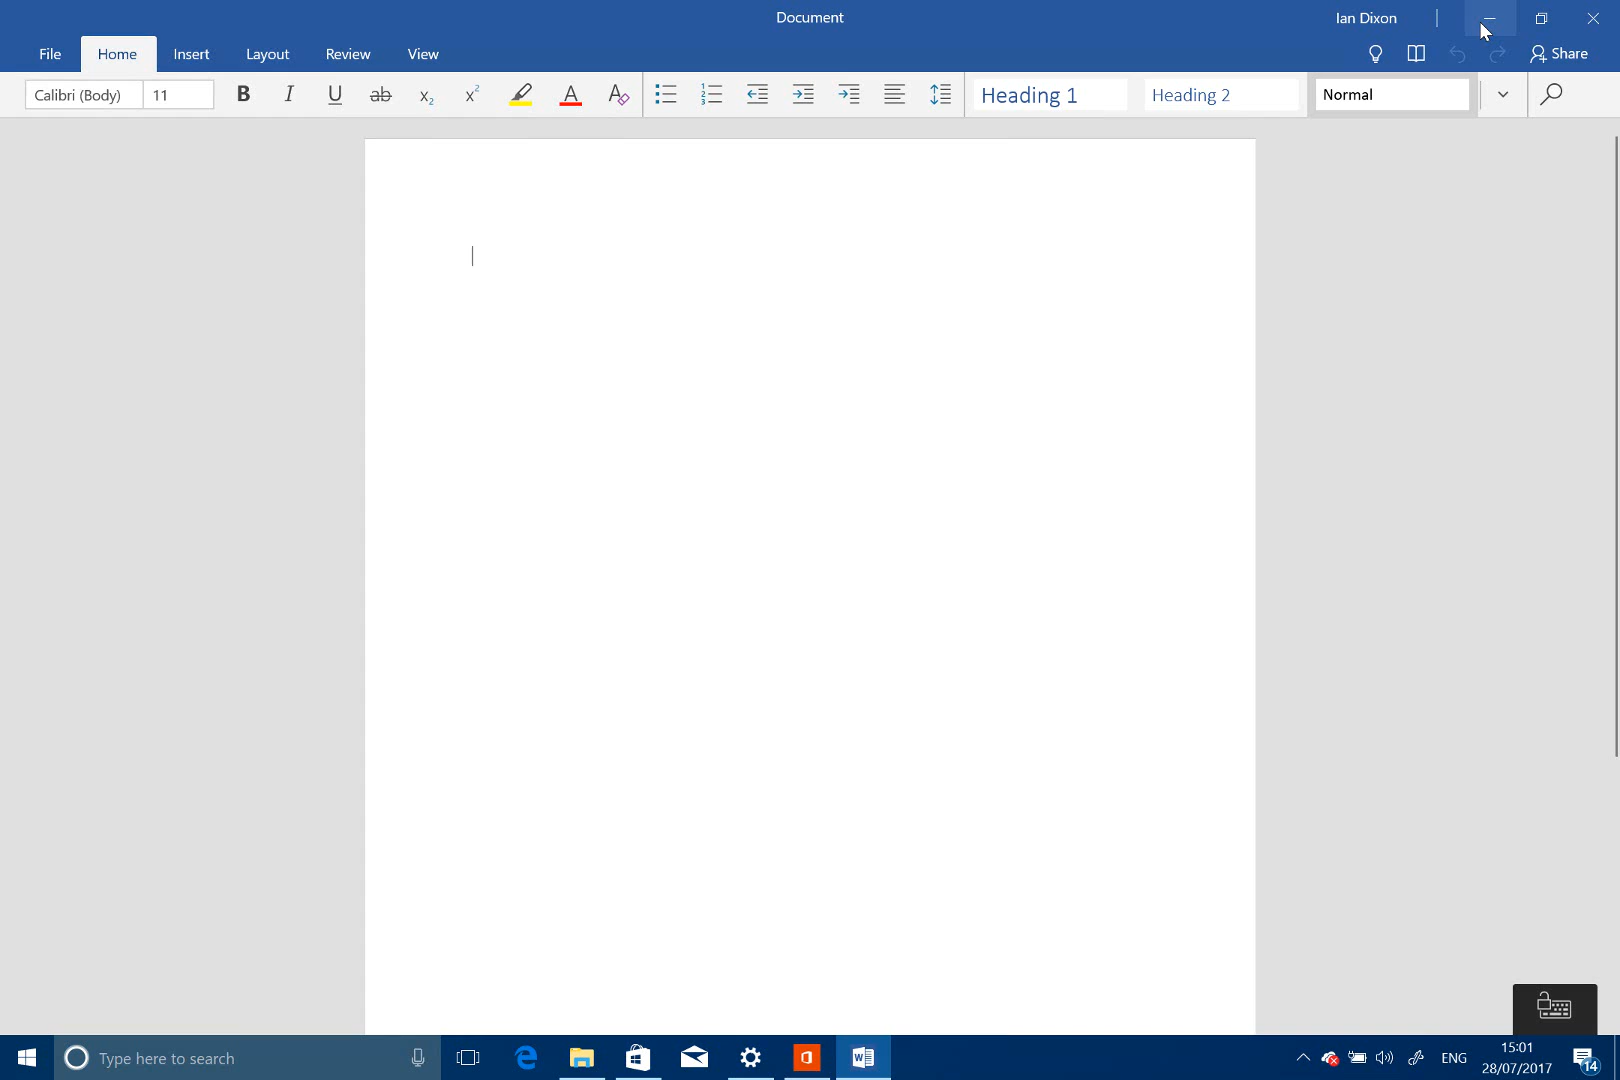 Document
Ian Dixon
File Home Insert Layout Review View
Share
Calibri (Body) 11 B I U ab x2 x2 A A
Heading 1 Heading 2 Normal
Type here to search
ENG
15:01
28/07/2017
14